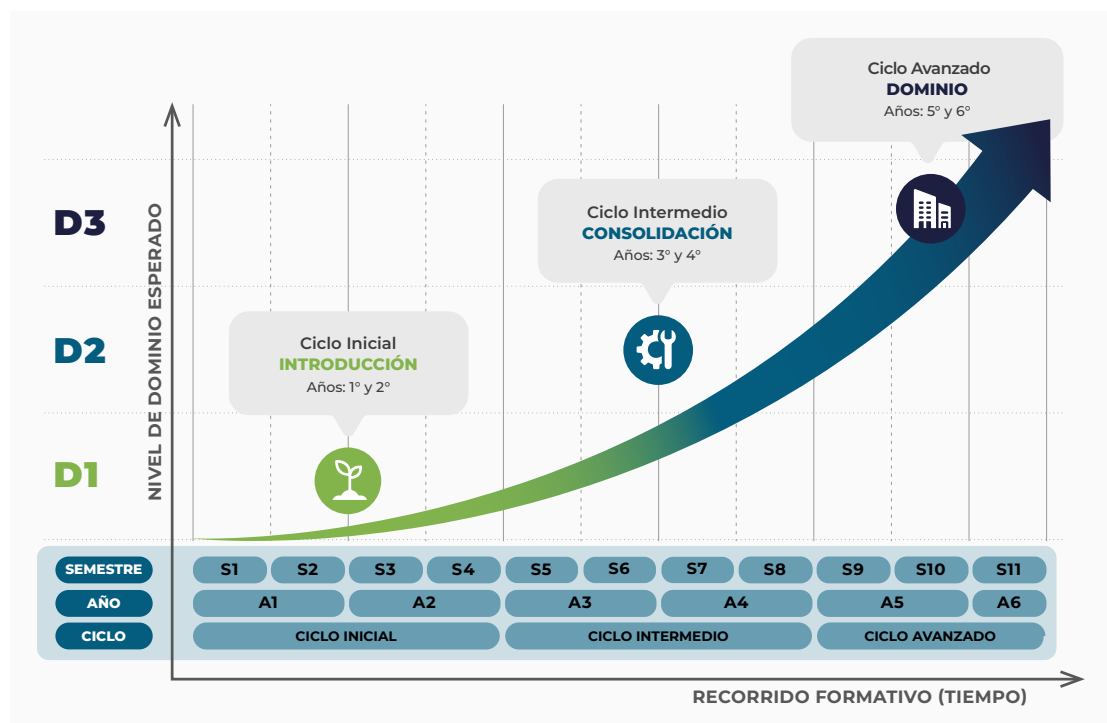 Ciclo Avanzado
DOMINIO
Años: 5° y 6°
Ciclo Intermedio
CONSOLIDACIÓN
Años: 3° y 4°
Ciclo Inicial
INTRODUCCIÓN
Años: 1° y 2°
D3
D2
D1
NIVEL DE DOMINIO ESPERADO
SEMESTRE S1 S2 S3 S4 S5 S6 S7 S8 S9 S10 S11
AÑO A1 A2 A3 A4 A5 A6
CICLO CICLO INICIAL CICLO INTERMEDIO CICLO AVANZADO
RECORRIDO FORMATIVO (TIEMPO)